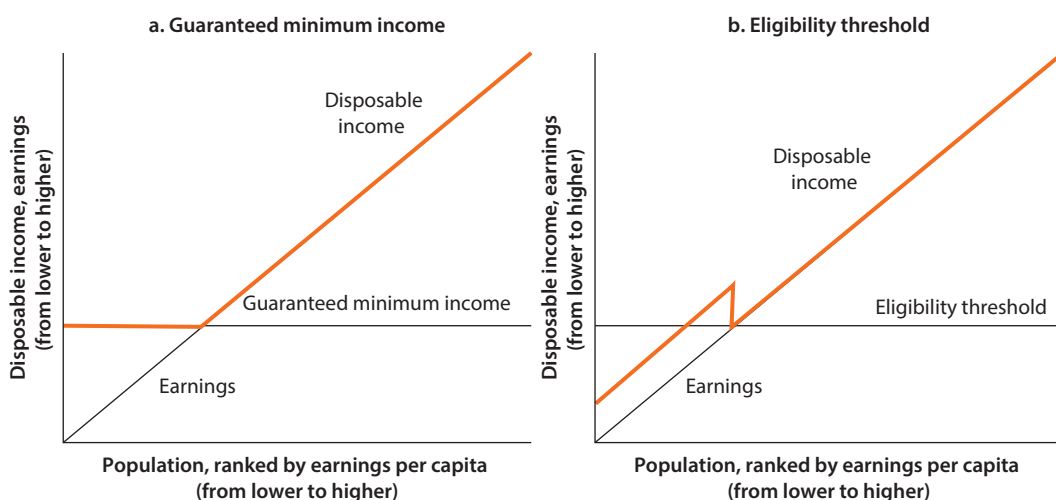 a. Guaranteed minimum income
Disposable income, earnings
(from lower to higher)
Disposable
income
Guaranteed minimum income
Earnings
Population, ranked by earnings per capita
(from lower to higher)
b. Eligibility threshold
Disposable income, earnings
(from lower to higher)
Disposable
income
Eligibility threshold
Earnings
Population, ranked by earnings per capita
(from lower to higher)